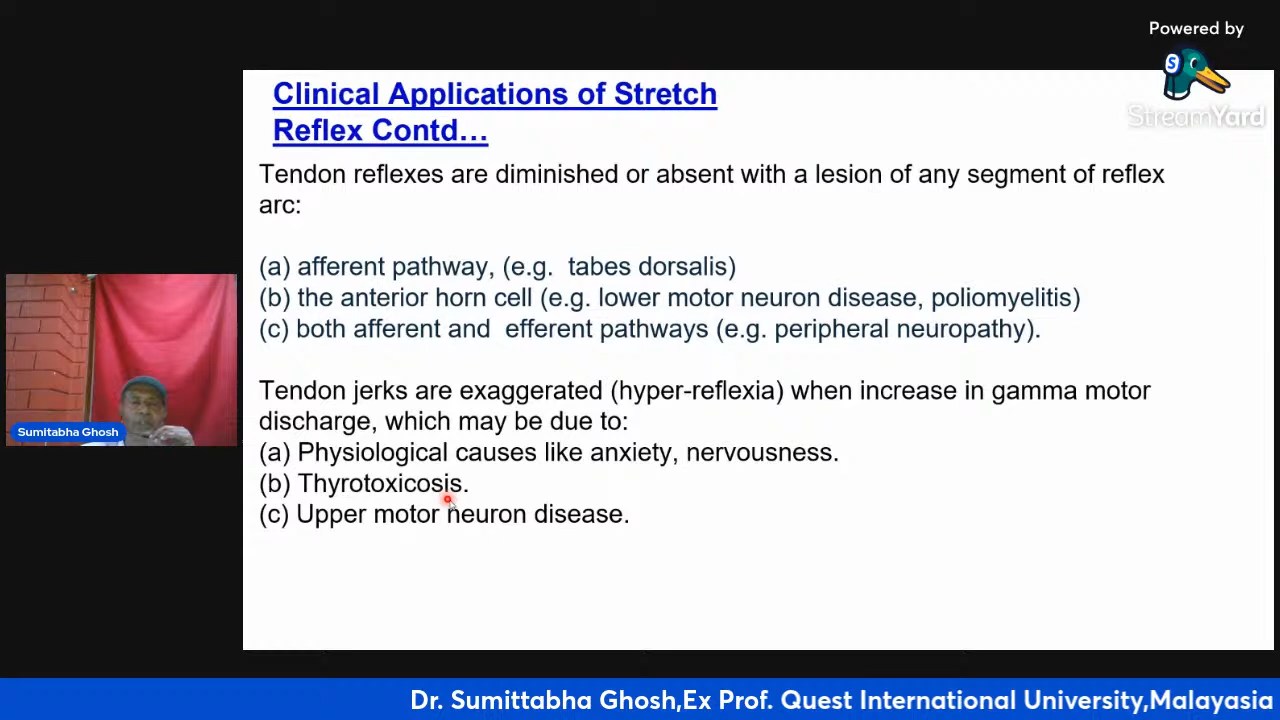 Powered by
StreamYard
Clinical Applications of Stretch
Reflex Contd...
Tendon reflexes are diminished or absent with a lesion of any segment of reflex
arc:
(a) afferent pathway, (e.g.  tabes dorsalis)
(b) the anterior horn cell (e.g. lower motor neuron disease, poliomyelitis)
(c) both afferent and  efferent pathways (e.g. peripheral neuropathy).
Tendon jerks are exaggerated (hyper-reflexia) when increase in gamma motor
discharge, which may be due to:
(a) Physiological causes like anxiety, nervousness.
(b) Thyrotoxicosis.
(c) Upper motor neuron disease.
Sumitabha Ghosh
Dr. Sumittabha Ghosh,Ex Prof. Quest International University,Malayasia